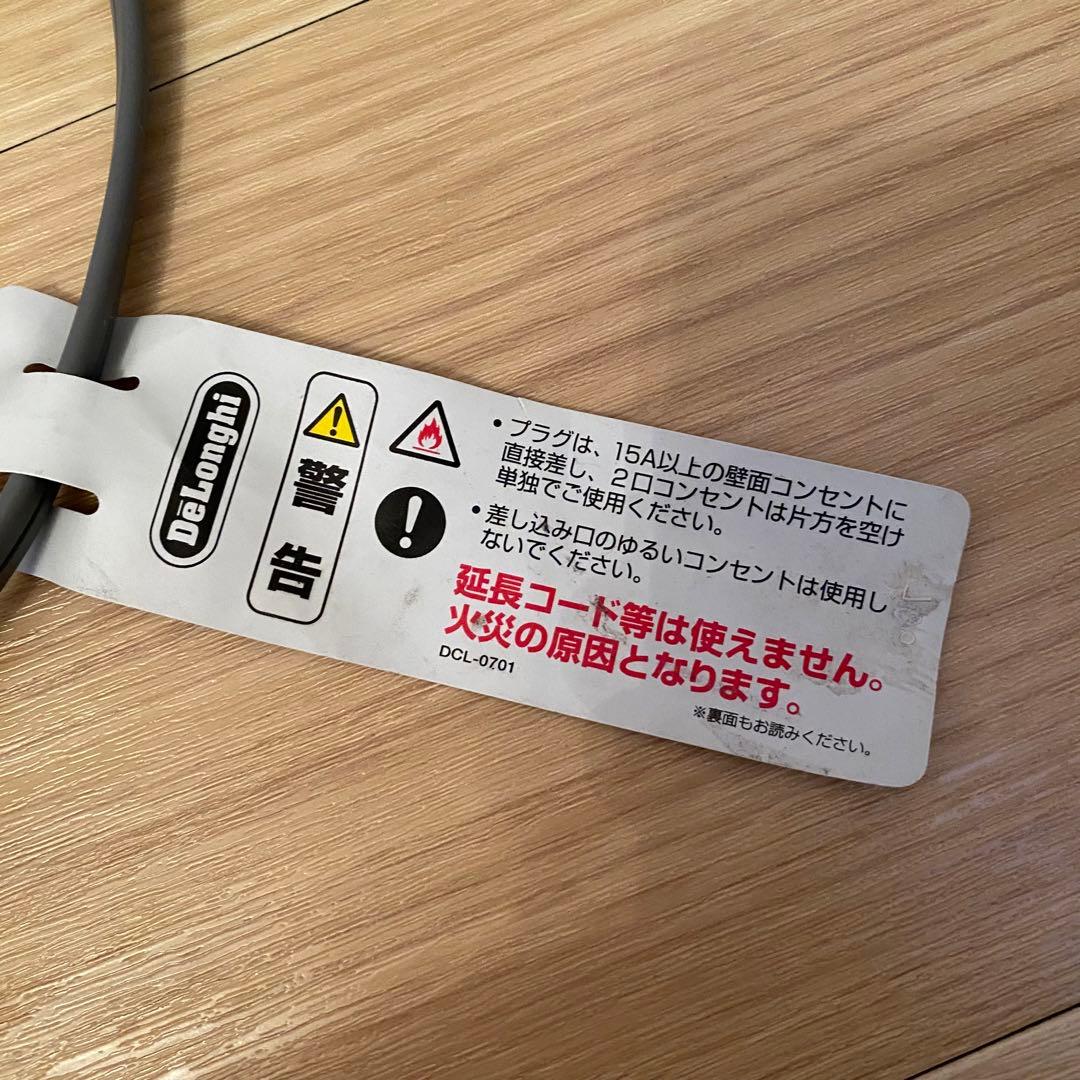 DeLonghi
警告
・プラグは、15A以上の壁面コンセントに
直接差し、2口コンセントは片方を空け
単独でご使用ください。
・差し込み口のゆるいコンセントは使用し
ないでください。
延長コード等は使えません。
火災の原因となります。
DCL-0701
※裏面もお読みください。